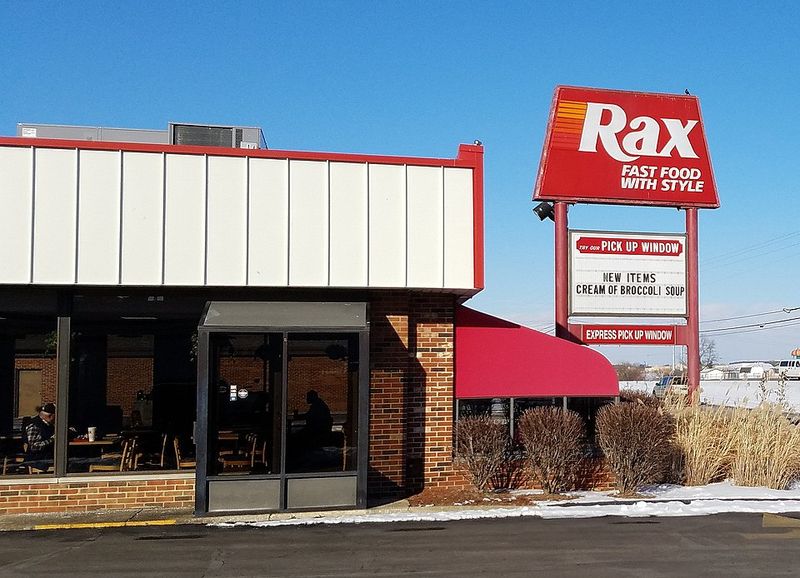 Rax
FAST FOOD
WITH STYLE
TRY OUR PICK UP WINDOW
NEW ITEMS
CREAM OF BROCCOLI SOUP
EXPRESS PICK UP WINDOW